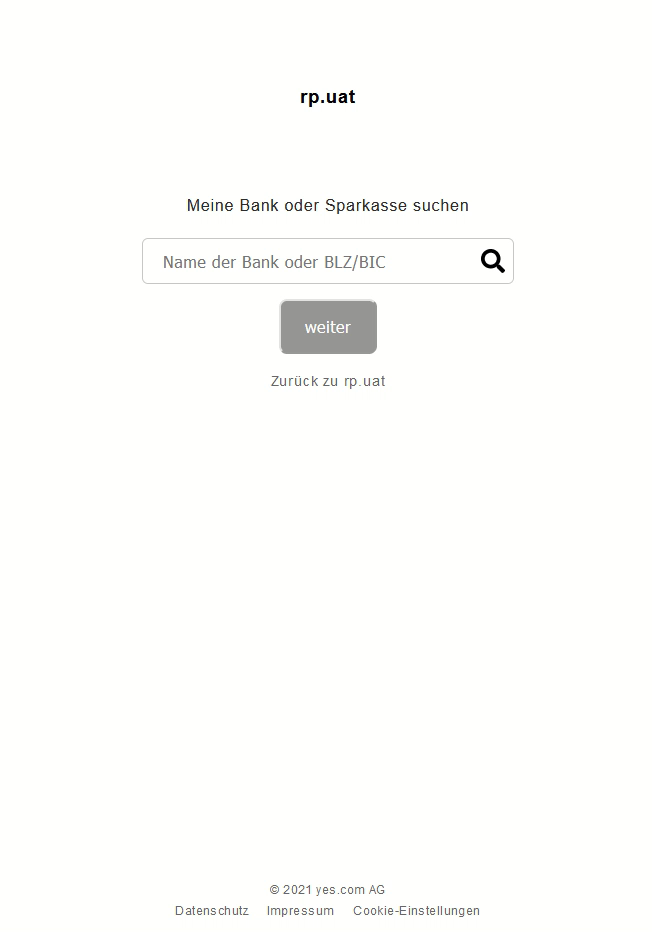 rp.uat
Meine Bank oder Sparkasse suchen
Name der Bank oder BLZ/BIC
weiter
Zurück zu rp.uat
© 2021 yes.com AG
Datenschutz Impressum Cookie-Einstellungen